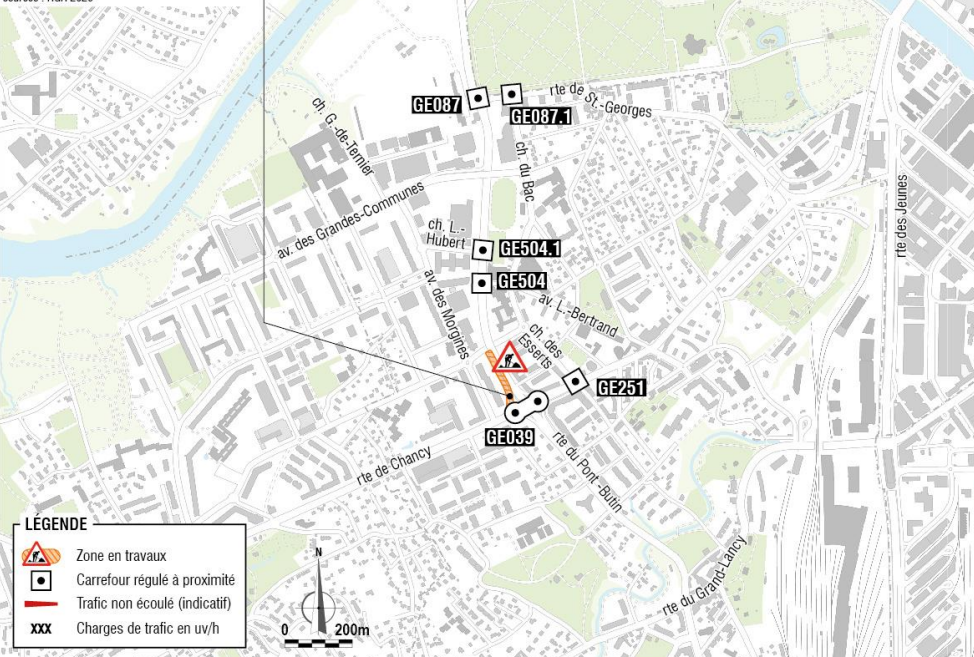 GE087
GE087.1
rte de St.-Georges
ch. G.-de-Ternier
ch. du Bac
av. des Grandes-Communes
ch. L.-
Hubert
GE504.1
GE504
rte des Jeunes
av. des Morgines
av. L.-Bertrand
ch. des
Esserts
GE251
GE039
rte de Chancy
rte du Pont-Butin
rte du Grand-Lancy
LÉGENDE
Zone en travaux
Carrefour régulé à proximité
Trafic non écoulé (indicatif)
XXX Charges de trafic en uv/h
N
0 200m